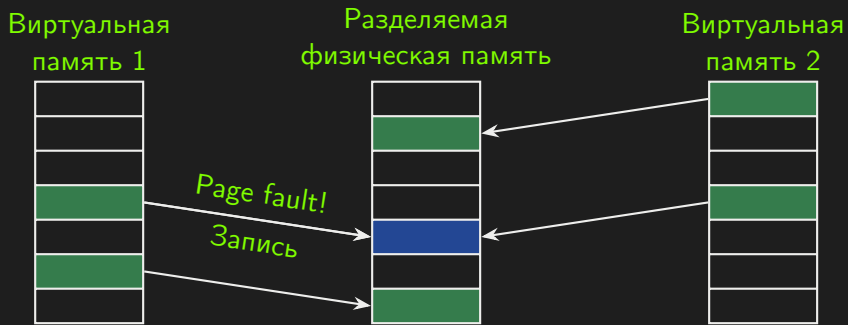 Виртуальная
память 1
Разделяемая
физическая память
Виртуальная
память 2
Page fault!
Запись